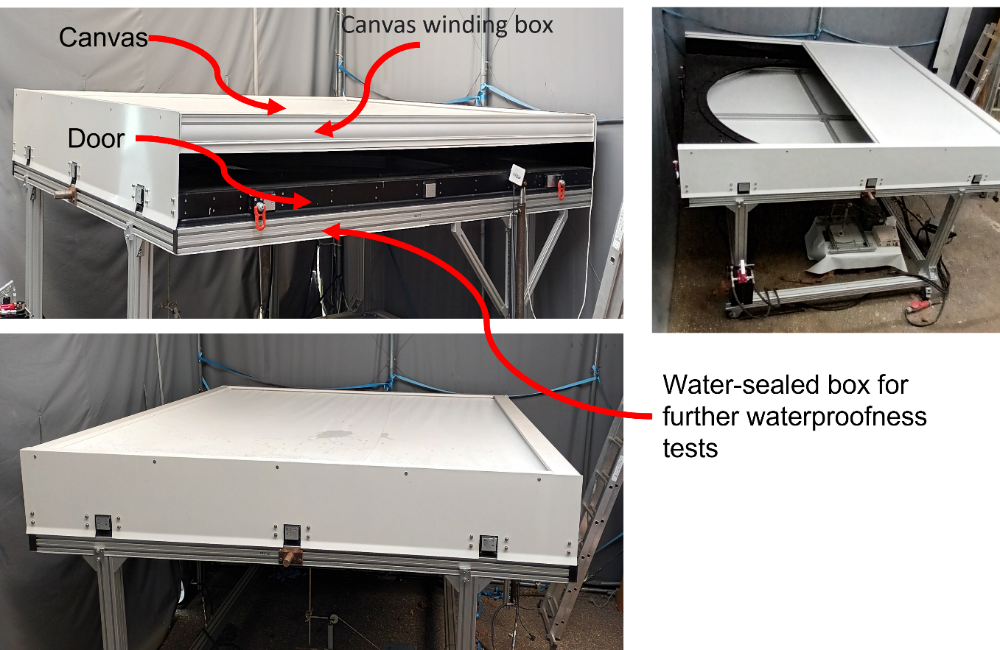 Canvas
Canvas winding box
Door
Water-sealed box for
further waterproofness
tests